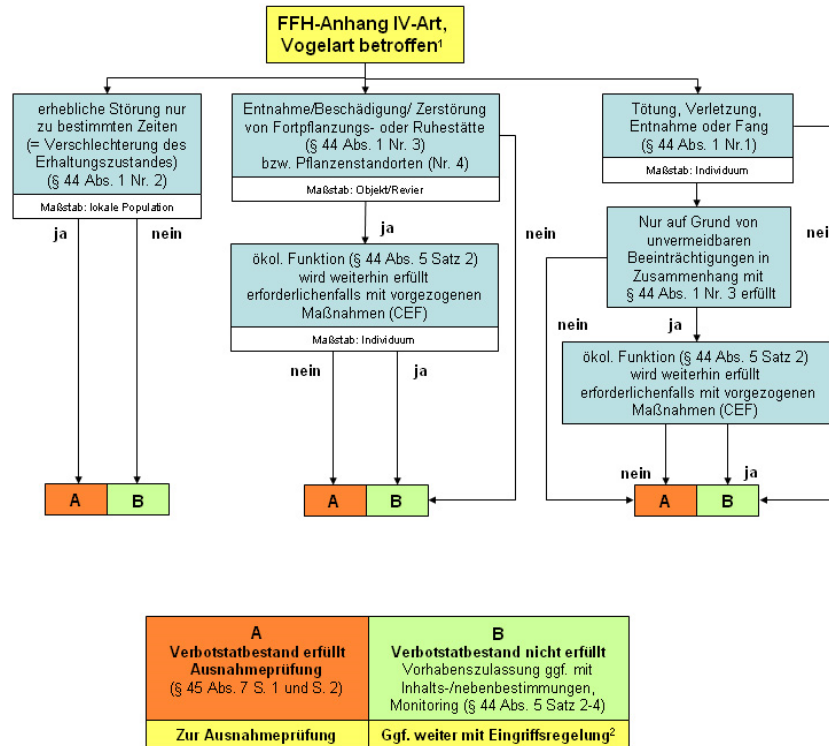 FFH-Anhang IV-Art,
Vogelart betroffen¹
erhebliche Störung nur
zu bestimmten Zeiten
(= Verschlechterung des
Erhaltungszustandes)
(§ 44 Abs. 1 Nr. 2)
Maßstab: lokale Population
ja
nein
A
B
Entnahme/Beschädigung/ Zerstörung
von Fortpflanzungs- oder Ruhestätte
(§ 44 Abs. 1 Nr. 3)
bzw. Pflanzenstandorten (Nr. 4)
Maßstab: Objekt/Revier
ja
nein
ökol. Funktion (§ 44 Abs. 5 Satz 2)
wird weiterhin erfüllt
erforderlichenfalls mit vorgezogenen
Maßnahmen (CEF)
Maßstab: Individuum
nein
ja
A
B
Tötung, Verletzung,
Entnahme oder Fang
(§ 44 Abs. 1 Nr.1)
Maßstab: Individuum
nein
Nur auf Grund von
unvermeidbaren
Beeinträchtigungen in
Zusammenhang mit
§ 44 Abs. 1 Nr. 3 erfüllt
nein
ja
ökol. Funktion (§ 44 Abs. 5 Satz 2)
wird weiterhin erfüllt
erforderlichenfalls mit vorgezogenen
Maßnahmen (CEF)
nein
ja
A
B
A
Verbotstatbestand erfüllt
Ausnahmeprüfung
(§ 45 Abs. 7 S. 1 und S. 2)
Zur Ausnahmeprüfung
B
Verbotstatbestand nicht erfüllt
Vorhabenszulassung ggf. mit
Inhalts-/nebenbestimmungen,
Monitoring (§ 44 Abs. 5 Satz 2-4)
Ggf. weiter mit Eingriffsregelung²